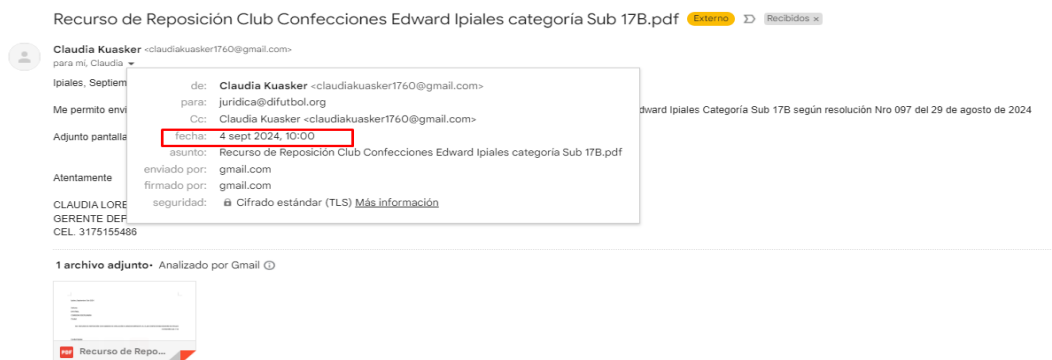 Recurso de Reposición Club Confecciones Edward Ipiales categoría Sub 17B.pdf Externo Recibidos x
Claudia Kuasker <claudiakuasker1760@gmail.com>
para mí, Claudia
Ipiales, Septiem
de: Claudia Kuasker <claudiakuasker1760@gmail.com>
para: juridica@difutbol.org
Me permito envi dward Ipiales Categoría Sub 17B según resolución Nro 097 del 29 de agosto de 2024
Cc: Claudia Kuasker <claudiakuasker1760@gmail.com>
Adjunto pantalla
fecha: 4 sept 2024, 10:00
asunto: Recurso de Reposición Club Confecciones Edward Ipiales categoría Sub 17B.pdf
enviado por: gmail.com
Atentamente
firmado por: gmail.com
CLAUDIA LORE
seguridad: Cifrado estándar (TLS) Más información
GERENTE DEF
CEL. 3175155486
1 archivo adjunto • Analizado por Gmail
PDF Recurso de Repo...